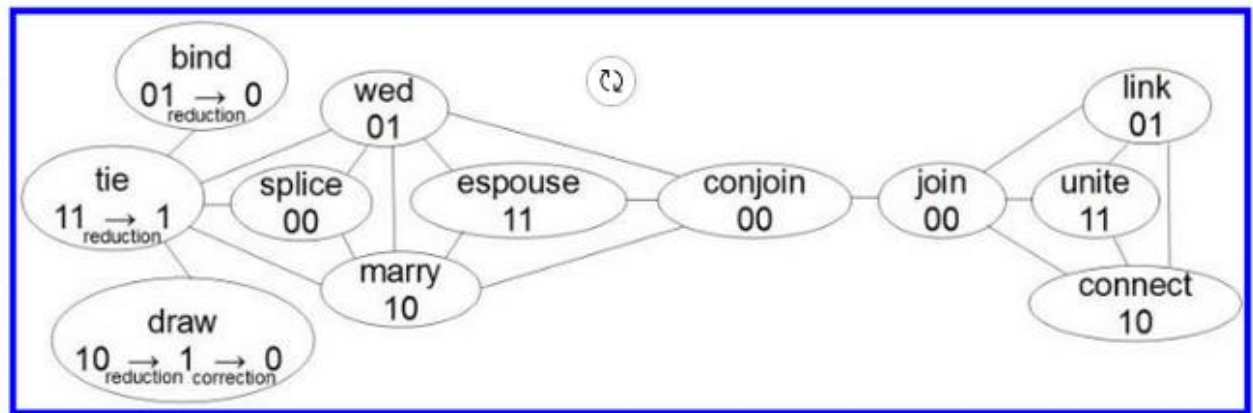 bind
01 → 0
reduction
wed
01
link
01
tie
11 → 1
reduction
splice
00
espouse
11
conjoin
00
join
00
unite
11
marry
10
connect
10
draw
10 → 1 → 0
reduction correction